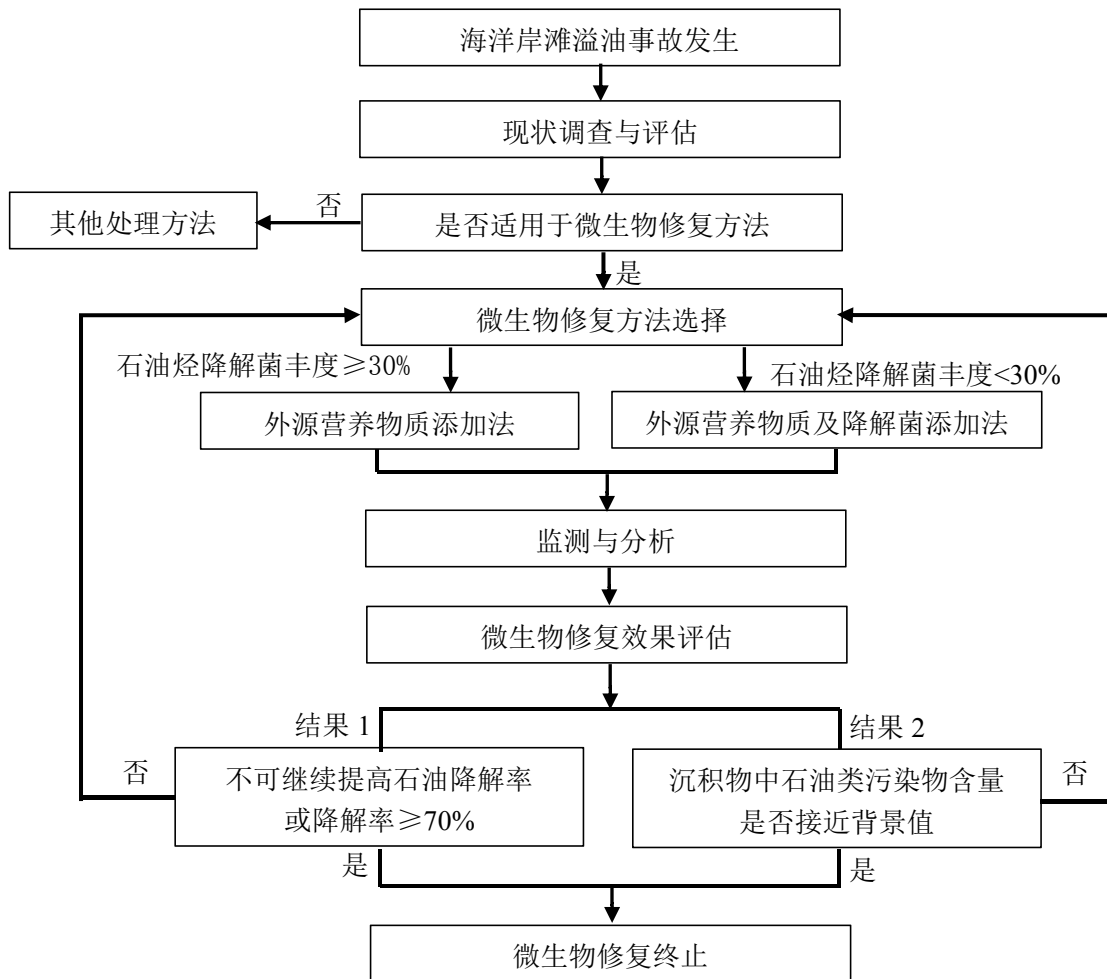 海洋岸滩溢油事故发生
现状调查与评估
否
其他处理方法
是否适用于微生物修复方法
是
微生物修复方法选择
石油烃降解菌丰度≥30%
石油烃降解菌丰度<30%
外源营养物质添加法
外源营养物质及降解菌添加法
监测与分析
微生物修复效果评估
结果 1
结果 2
否
不可继续提高石油降解率
或降解率≥70%
沉积物中石油类污染物含量
是否接近背景值
否
是
是
微生物修复终止